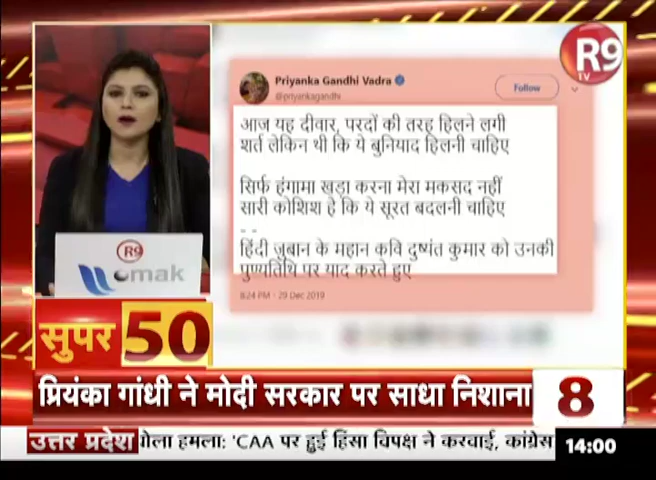 R9
TV
Priyanka Gandhi Vadra
@priyankagandhi
Follow
आज यह दीवार, परदों की तरह हिलने लगी
शर्त लेकिन थी कि ये बुनियाद हिलनी चाहिए
सिर्फ हंगामा खड़ा करना मेरा मकसद नहीं
सारी कोशिश है कि ये सूरत बदलनी चाहिए
- -
हिंदी ज़ुबान के महान कवि दुष्यंत कुमार को उनकी
पुण्यतिथि पर याद करते हुए
8:24 PM - 29 Dec 2019
R9
omak
सुपर 50
प्रियंका गांधी ने मोदी सरकार पर साधा निशाना
8
उत्तर प्रदेश
गोला हमला: 'CAA पर हुई हिंसा विपक्ष ने करवाई, कांग्रेस
14:00